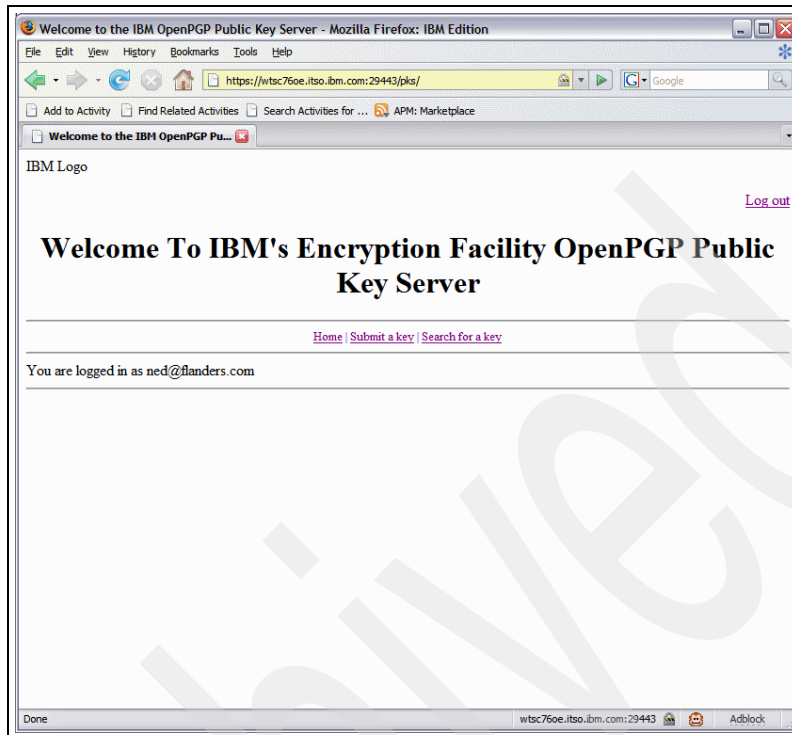 Welcome to the IBM OpenPGP Public Key Server - Mozilla Firefox: IBM Edition
File Edit View History Bookmarks Tools Help
https://wtsc76oe.itso.ibm.com:29443/pks/ G Google
Add to Activity Find Related Activities Search Activities for ... APM: Marketplace
Welcome to the IBM OpenPGP Pu...
IBM Logo
Log out
Welcome To IBM's Encryption Facility OpenPGP Public
Key Server
Home | Submit a key | Search for a key
You are logged in as ned@flanders.com
hived
Done wtsc76oe.itso.ibm.com:29443 Adblock